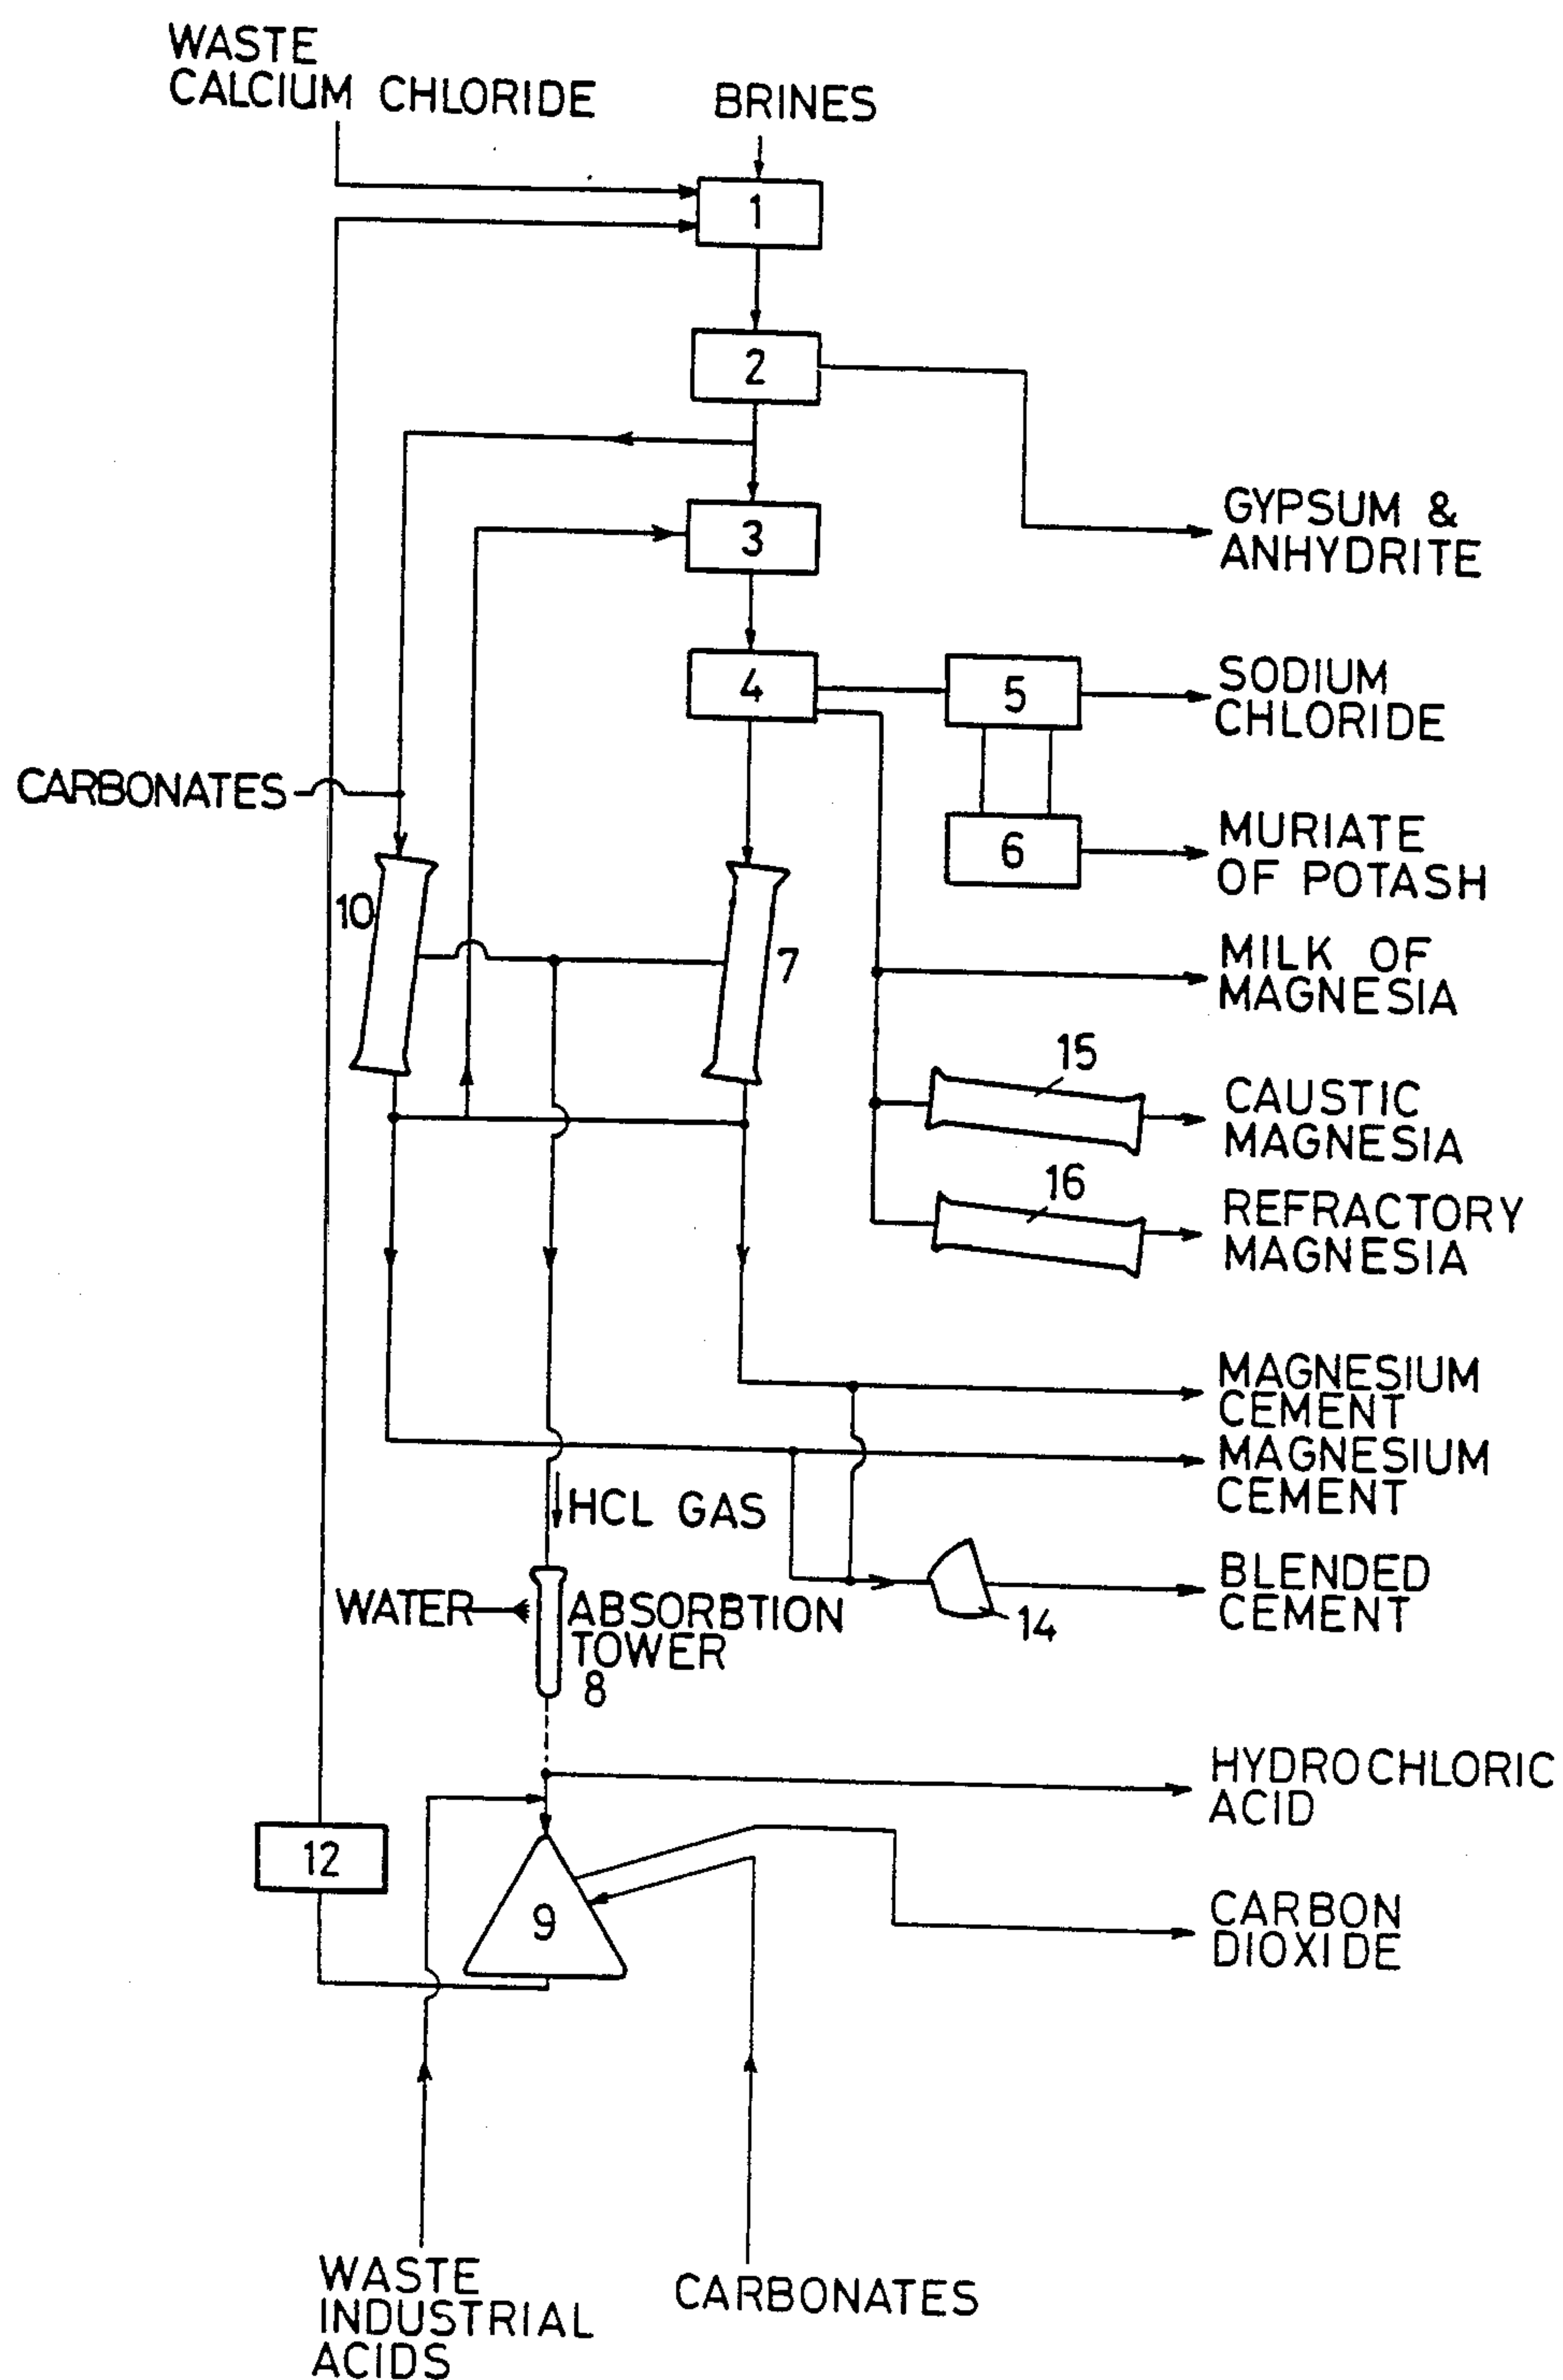 WASTE
CALCIUM CHLORIDE
BRINES
1
2
3
GYPSUM &
ANHYDRITE
4
5
SODIUM
CHLORIDE
CARBONATES
6
MURIATE
OF POTASH
10
7
MILK OF
MAGNESIA
15
CAUSTIC
MAGNESIA
16
REFRACTORY
MAGNESIA
MAGNESIUM
CEMENT
MAGNESIUM
CEMENT
HCL GAS
WATER
ABSORBTION
TOWER
8
14
BLENDED
CEMENT
HYDROCHLORIC
ACID
12
9
CARBON
DIOXIDE
WASTE
INDUSTRIAL
ACIDS
CARBONATES